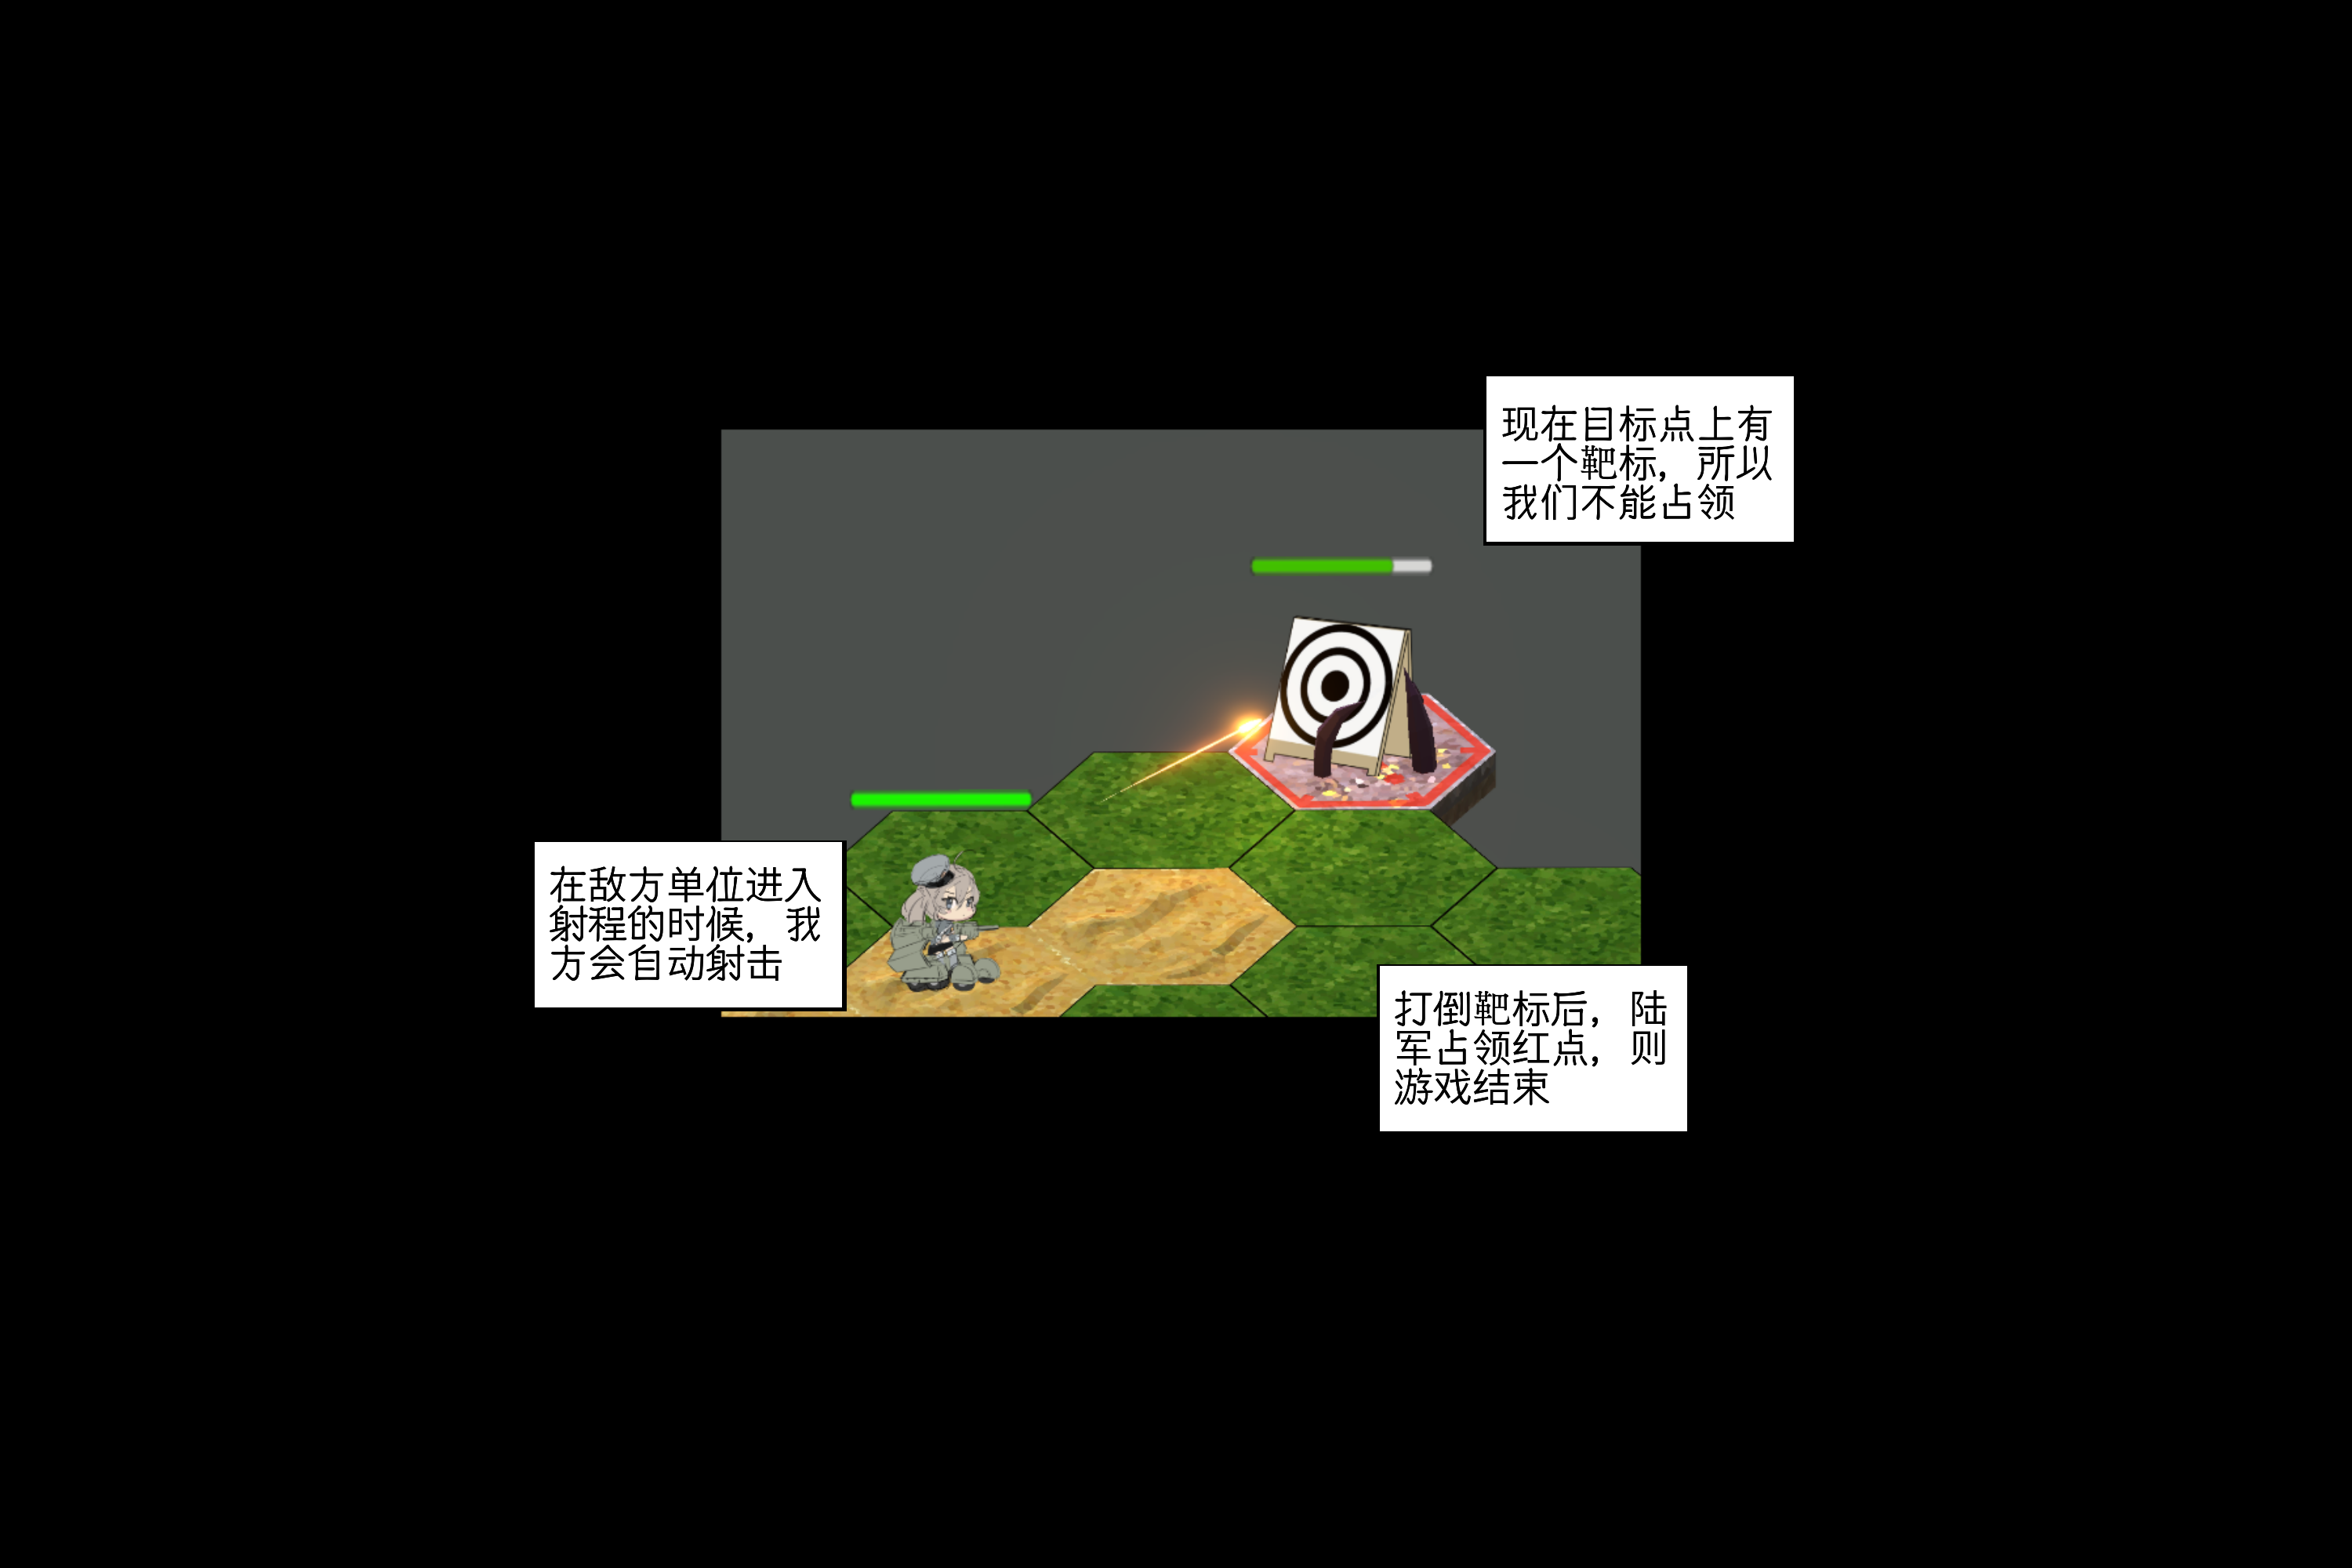 现在目标点上有
一个靶标，所以
我们不能占领
在敌方单位进入
射程的时候，我
方会自动射击
打倒靶标后，陆
军占领红点，则
游戏结束